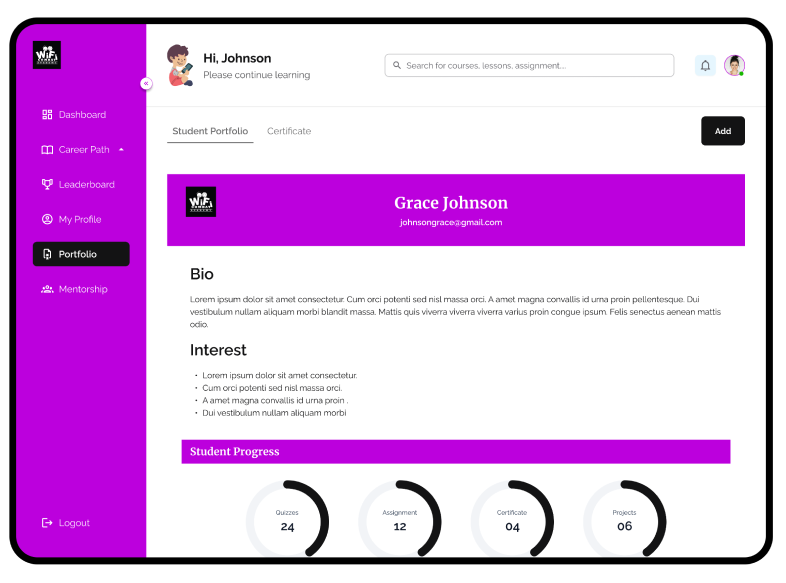 WiFi
COMBAT
ACADEMY
Hi, Johnson
Please continue learning
Search for courses, lessons, assignment...
Dashboard
Career Path
Leaderboard
My Profile
Portfolio
Mentorship
Logout
Student Portfolio
Certificate
Add
WiFi
COMBAT
ACADEMY
Grace Johnson
johnsongrace@gmail.com
Bio
Lorem ipsum dolor sit amet consectetur. Cum orci potenti sed nisl massa orci. A amet magna convallis id urna proin pellentesque. Dui
vestibulum nullam aliquam morbi blandit massa. Mattis quis viverra viverra viverra varius proin congue ipsum. Felis senectus aenean mattis
odio.
Interest
• Lorem ipsum dolor sit amet consectetur.
• Cum orci potenti sed nisl massa orci.
• A amet magna convallis id urna proin .
• Dui vestibulum nullam aliquam morbi
Student Progress
Quizzes
24
Assignment
12
Certificate
04
Projects
06